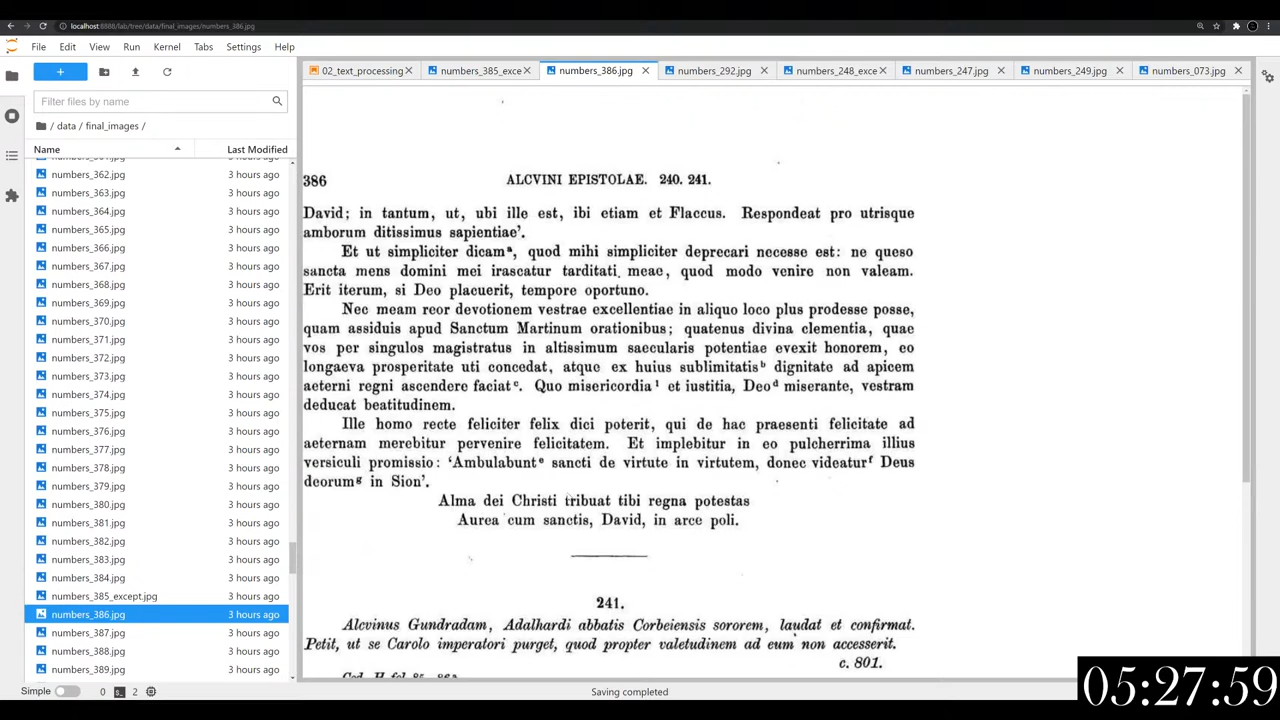 localhost:8888/lab/tree/data/final_images/numbers_386.jpg
File Edit View Run Kernel Tabs Settings Help
02_text_processing
numbers_385_exce
numbers_386.jpg
numbers_292.jpg
numbers_248_exce
numbers_247.jpg
numbers_249.jpg
numbers_073.jpg
Filter files by name
/ data / final_images /
Name Last Modified
numbers_361.jpg 3 hours ago
numbers_362.jpg 3 hours ago
numbers_363.jpg 3 hours ago
numbers_364.jpg 3 hours ago
numbers_365.jpg 3 hours ago
numbers_366.jpg 3 hours ago
numbers_367.jpg 3 hours ago
numbers_368.jpg 3 hours ago
numbers_369.jpg 3 hours ago
numbers_370.jpg 3 hours ago
numbers_371.jpg 3 hours ago
numbers_372.jpg 3 hours ago
numbers_373.jpg 3 hours ago
numbers_374.jpg 3 hours ago
numbers_375.jpg 3 hours ago
numbers_376.jpg 3 hours ago
numbers_377.jpg 3 hours ago
numbers_378.jpg 3 hours ago
numbers_379.jpg 3 hours ago
numbers_380.jpg 3 hours ago
numbers_381.jpg 3 hours ago
numbers_382.jpg 3 hours ago
numbers_383.jpg 3 hours ago
numbers_384.jpg 3 hours ago
numbers_385_except.jpg 3 hours ago
numbers_386.jpg 3 hours ago
numbers_387.jpg 3 hours ago
numbers_388.jpg 3 hours ago
numbers_389.jpg 3 hours ago
386 ALCVINI EPISTOLAE. 240. 241.
David; in tantum, ut, ubi ille est, ibi etiam et Flaccus. Respondeat pro utrisque
amborum ditissimus sapientiae'.
Et ut simpliciter dicamᵃ, quod mihi simpliciter deprecari necesse est: ne queso
sancta mens domini mei irascatur tarditati meae, quod modo venire non valeam.
Erit iterum, si Deo placuerit, tempore oportuno.
Nec meam reor devotionem vestrae excellentiae in aliquo loco plus prodesse posse,
quam assiduis apud Sanctum Martinum orationibus; quatenus divina clementia, quae
vos per singulos magistratus in altissimum saecularis potentiae evexit honorem, eo
longaeva prosperitate uti concedat, atque ex huius sublimitatisᵇ dignitate ad apicem
aeterni regni ascendere faciatᶜ. Quo misericordia¹ et iustitia, Deoᵈ miserante, vestram
deducat beatitudinem.
Ille homo recte feliciter felix dici poterit, qui de hac praesenti felicitate ad
aeternam merebitur pervenire felicitatem. Et implebitur in eo pulcherrima illius
versiculi promissio: 'Ambulabuntᵉ sancti de virtute in virtutem, donec videaturᶠ Deus
deorumᵍ in Sion'.
Alma dei Christi tribuat tibi regna potestas
Aurea cum sanctis, David, in arce poli.
241.
Alcvinus Gundradam, Adalhardi abbatis Corbeiensis sororem, laudat et confirmat.
Petit, ut se Carolo imperatori purget, quod propter valetudinem ad eum non accesserit.
c. 801.
Cod. H fol.
Simple 0 2 Saving completed
05:27:59